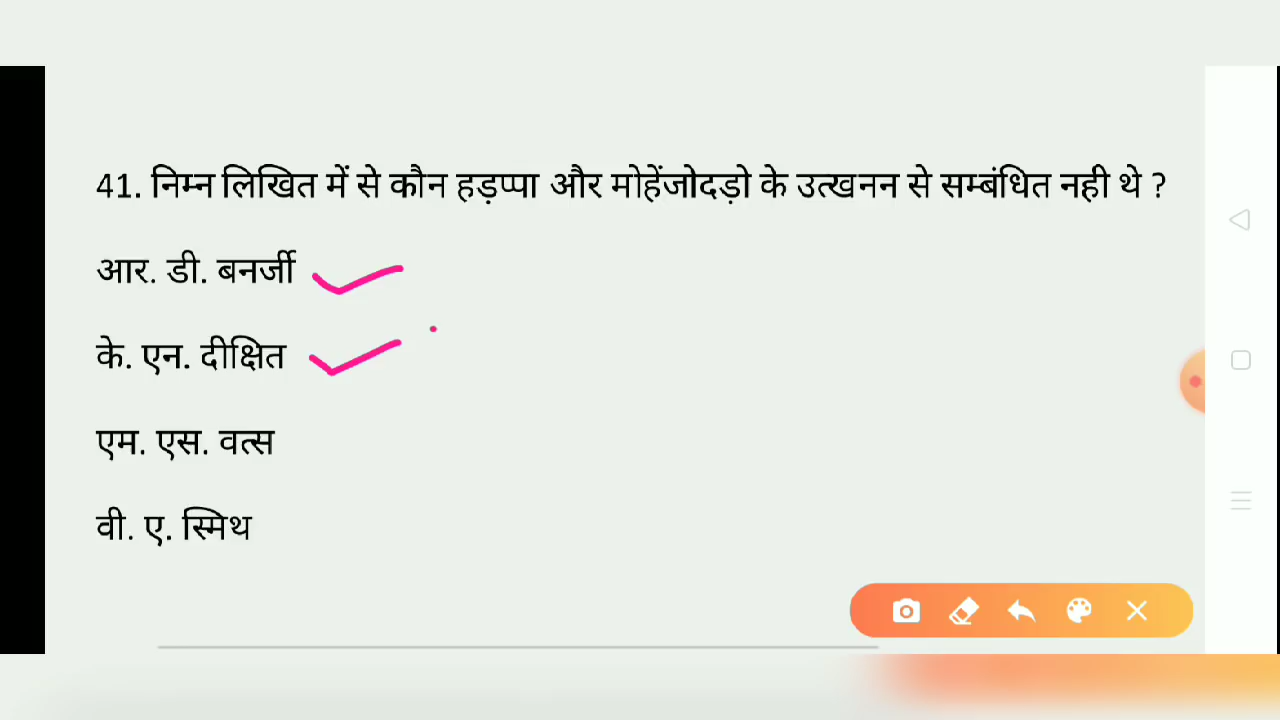 41. निम्न लिखित में से कौन हड़प्पा और मोहेंजोदड़ो के उत्खनन से सम्बंधित नही थे ?
आर. डी. बनर्जी
के. एन. दीक्षित
एम. एस. वत्स
वी. ए. स्मिथ